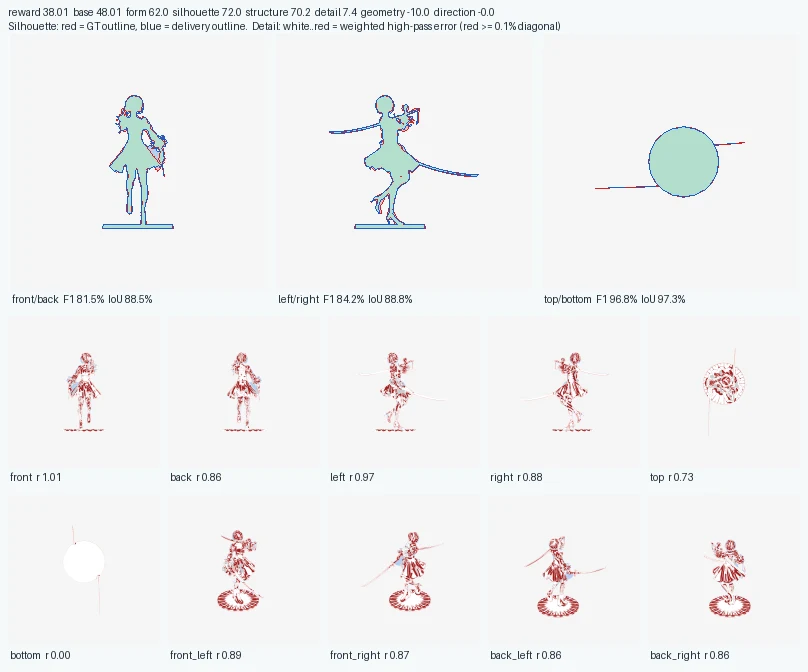 reward 38.01 base 48.01 form 62.0 silhouette 72.0 structure 70.2 detail 7.4 geometry -10.0 direction -0.0
Silhouette: red = GT outline, blue = delivery outline. Detail: white..red = weighted high-pass error (red >= 0.1% diagonal)
front/back F1 81.5% IoU 88.5%
left/right F1 84.2% IoU 88.8%
top/bottom F1 96.8% IoU 97.3%
front r 1.01
back r 0.86
left r 0.97
right r 0.88
top r 0.73
bottom r 0.00
front_left r 0.89
front_right r 0.87
back_left r 0.86
back_right r 0.86